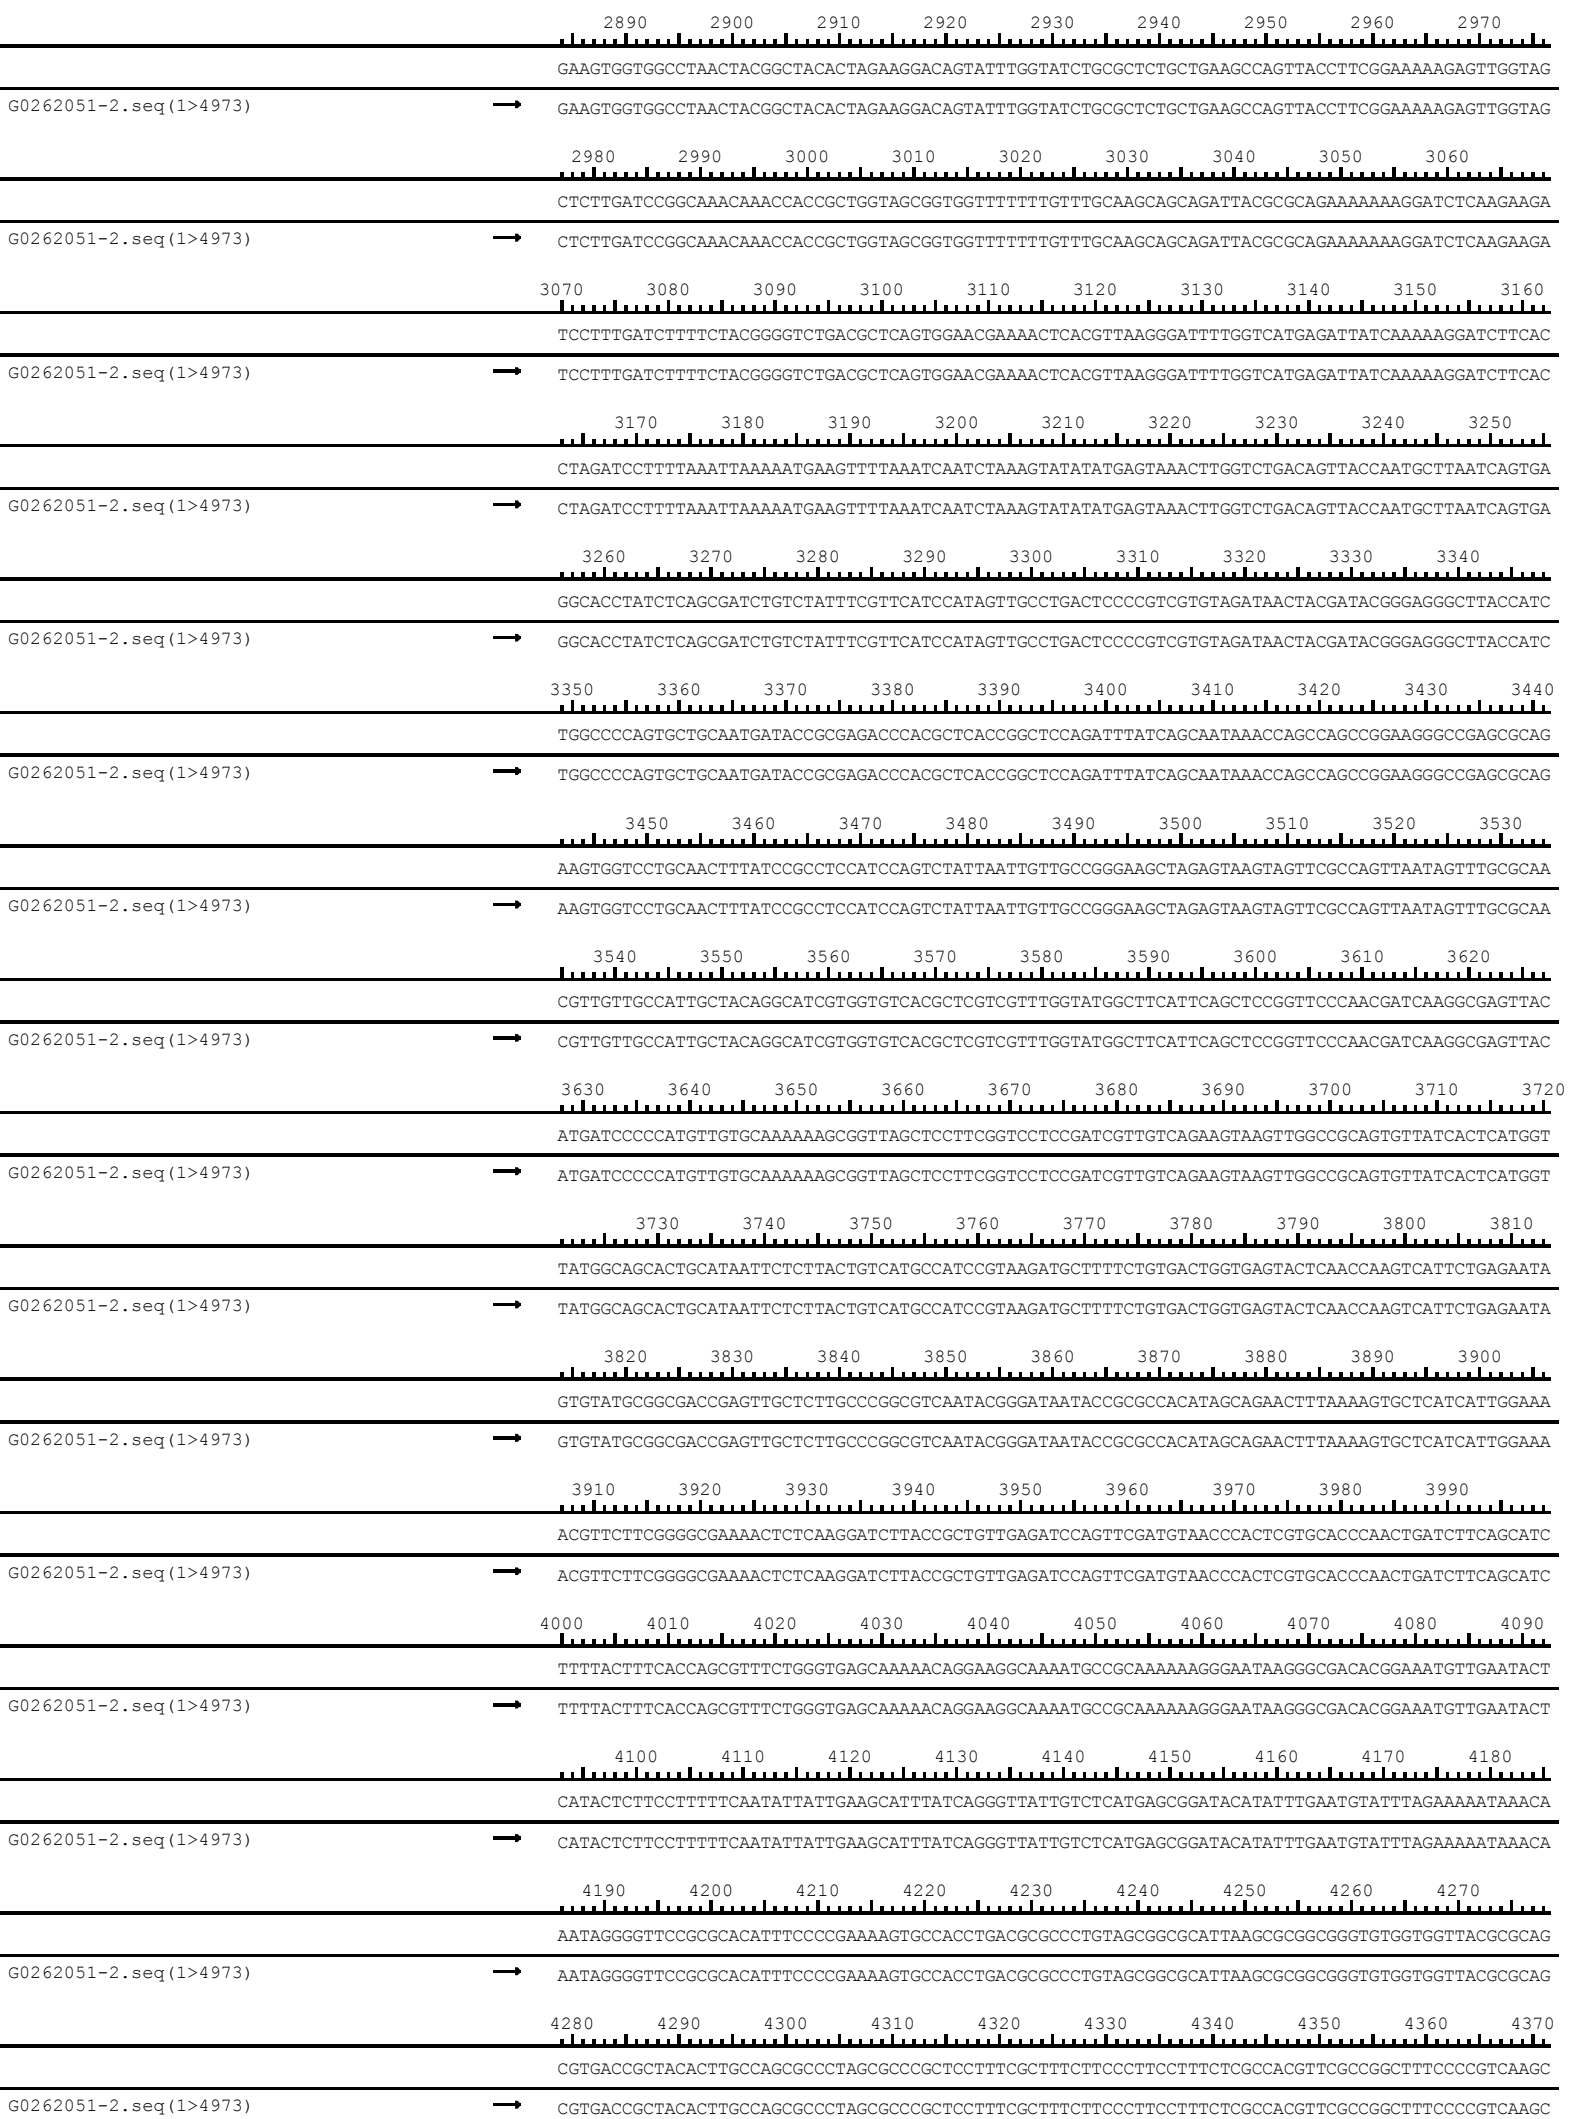 2890 2900 2910 2920 2930 2940 2950 2960 2970
GAAGTGGTGGCCTAACTACGGCTACACTAGAAGGACAGTATTTGGTATCTGCGCTCTGCTGAAGCCAGTTACCTTCGGAAAAAGAGTTGGTAG
G0262051-2.seq(1>4973) → GAAGTGGTGGCCTAACTACGGCTACACTAGAAGGACAGTATTTGGTATCTGCGCTCTGCTGAAGCCAGTTACCTTCGGAAAAAGAGTTGGTAG
2980 2990 3000 3010 3020 3030 3040 3050 3060
CTCTTGATCCGGCAAACAAACCACCGCTGGTAGCGGTGGTTTTTTTGTTTGCAAGCAGCAGATTACGCGCAGAAAAAAAGGATCTCAAGAAGA
G0262051-2.seq(1>4973) → CTCTTGATCCGGCAAACAAACCACCGCTGGTAGCGGTGGTTTTTTTGTTTGCAAGCAGCAGATTACGCGCAGAAAAAAAGGATCTCAAGAAGA
3070 3080 3090 3100 3110 3120 3130 3140 3150 3160
TCCTTTGATCTTTTCTACGGGGTCTGACGCTCAGTGGAACGAAAACTCACGTTAAGGGATTTTGGTCATGAGATTATCAAAAAGGATCTTCAC
G0262051-2.seq(1>4973) → TCCTTTGATCTTTTCTACGGGGTCTGACGCTCAGTGGAACGAAAACTCACGTTAAGGGATTTTGGTCATGAGATTATCAAAAAGGATCTTCAC
3170 3180 3190 3200 3210 3220 3230 3240 3250
CTAGATCCTTTTAAATTAAAAATGAAGTTTTAAATCAATCTAAAGTATATATGAGTAAACTTGGTCTGACAGTTACCAATGCTTAATCAGTGA
G0262051-2.seq(1>4973) → CTAGATCCTTTTAAATTAAAAATGAAGTTTTAAATCAATCTAAAGTATATATGAGTAAACTTGGTCTGACAGTTACCAATGCTTAATCAGTGA
3260 3270 3280 3290 3300 3310 3320 3330 3340
GGCACCTATCTCAGCGATCTGTCTATTTCGTTCATCCATAGTTGCCTGACTCCCCGTCGTGTAGATAACTACGATACGGGAGGGCTTACCATC
G0262051-2.seq(1>4973) → GGCACCTATCTCAGCGATCTGTCTATTTCGTTCATCCATAGTTGCCTGACTCCCCGTCGTGTAGATAACTACGATACGGGAGGGCTTACCATC
3350 3360 3370 3380 3390 3400 3410 3420 3430 3440
TGGCCCCAGTGCTGCAATGATACCGCGAGACCCACGCTCACCGGCTCCAGATTTATCAGCAATAAACCAGCCAGCCGGAAGGGCCGAGCGCAG
G0262051-2.seq(1>4973) → TGGCCCCAGTGCTGCAATGATACCGCGAGACCCACGCTCACCGGCTCCAGATTTATCAGCAATAAACCAGCCAGCCGGAAGGGCCGAGCGCAG
3450 3460 3470 3480 3490 3500 3510 3520 3530
AAGTGGTCCTGCAACTTTATCCGCCTCCATCCAGTCTATTAATTGTTGCCGGGAAGCTAGAGTAAGTAGTTCGCCAGTTAATAGTTTGCGCAA
G0262051-2.seq(1>4973) → AAGTGGTCCTGCAACTTTATCCGCCTCCATCCAGTCTATTAATTGTTGCCGGGAAGCTAGAGTAAGTAGTTCGCCAGTTAATAGTTTGCGCAA
3540 3550 3560 3570 3580 3590 3600 3610 3620
CGTTGTTGCCATTGCTACAGGCATCGTGGTGTCACGCTCGTCGTTTGGTATGGCTTCATTCAGCTCCGGTTCCCAACGATCAAGGCGAGTTAC
G0262051-2.seq(1>4973) → CGTTGTTGCCATTGCTACAGGCATCGTGGTGTCACGCTCGTCGTTTGGTATGGCTTCATTCAGCTCCGGTTCCCAACGATCAAGGCGAGTTAC
3630 3640 3650 3660 3670 3680 3690 3700 3710 3720
ATGATCCCCCATGTTGTGCAAAAAAGCGGTTAGCTCCTTCGGTCCTCCGATCGTTGTCAGAAGTAAGTTGGCCGCAGTGTTATCACTCATGGT
G0262051-2.seq(1>4973) → ATGATCCCCCATGTTGTGCAAAAAAGCGGTTAGCTCCTTCGGTCCTCCGATCGTTGTCAGAAGTAAGTTGGCCGCAGTGTTATCACTCATGGT
3730 3740 3750 3760 3770 3780 3790 3800 3810
TATGGCAGCACTGCATAATTCTCTTACTGTCATGCCATCCGTAAGATGCTTTTCTGTGACTGGTGAGTACTCAACCAAGTCATTCTGAGAATA
G0262051-2.seq(1>4973) → TATGGCAGCACTGCATAATTCTCTTACTGTCATGCCATCCGTAAGATGCTTTTCTGTGACTGGTGAGTACTCAACCAAGTCATTCTGAGAATA
3820 3830 3840 3850 3860 3870 3880 3890 3900
GTGTATGCGGCGACCGAGTTGCTCTTGCCCGGCGTCAATACGGGATAATACCGCGCCACATAGCAGAACTTTAAAAGTGCTCATCATTGGAAA
G0262051-2.seq(1>4973) → GTGTATGCGGCGACCGAGTTGCTCTTGCCCGGCGTCAATACGGGATAATACCGCGCCACATAGCAGAACTTTAAAAGTGCTCATCATTGGAAA
3910 3920 3930 3940 3950 3960 3970 3980 3990
ACGTTCTTCGGGGCGAAAACTCTCAAGGATCTTACCGCTGTTGAGATCCAGTTCGATGTAACCCACTCGTGCACCCAACTGATCTTCAGCATC
G0262051-2.seq(1>4973) → ACGTTCTTCGGGGCGAAAACTCTCAAGGATCTTACCGCTGTTGAGATCCAGTTCGATGTAACCCACTCGTGCACCCAACTGATCTTCAGCATC
4000 4010 4020 4030 4040 4050 4060 4070 4080 4090
TTTTACTTTCACCAGCGTTTCTGGGTGAGCAAAAACAGGAAGGCAAAATGCCGCAAAAAAGGGAATAAGGGCGACACGGAAATGTTGAATACT
G0262051-2.seq(1>4973) → TTTTACTTTCACCAGCGTTTCTGGGTGAGCAAAAACAGGAAGGCAAAATGCCGCAAAAAAGGGAATAAGGGCGACACGGAAATGTTGAATACT
4100 4110 4120 4130 4140 4150 4160 4170 4180
CATACTCTTCCTTTTTCAATATTATTGAAGCATTTATCAGGGTTATTGTCTCATGAGCGGATACATATTTGAATGTATTTAGAAAAATAAACA
G0262051-2.seq(1>4973) → CATACTCTTCCTTTTTCAATATTATTGAAGCATTTATCAGGGTTATTGTCTCATGAGCGGATACATATTTGAATGTATTTAGAAAAATAAACA
4190 4200 4210 4220 4230 4240 4250 4260 4270
AATAGGGGTTCCGCGCACATTTCCCCGAAAAGTGCCACCTGACGCGCCCTGTAGCGGCGCATTAAGCGCGGCGGGTGTGGTGGTTACGCGCAG
G0262051-2.seq(1>4973) → AATAGGGGTTCCGCGCACATTTCCCCGAAAAGTGCCACCTGACGCGCCCTGTAGCGGCGCATTAAGCGCGGCGGGTGTGGTGGTTACGCGCAG
4280 4290 4300 4310 4320 4330 4340 4350 4360 4370
CGTGACCGCTACACTTGCCAGCGCCCTAGCGCCCGCTCCTTTCGCTTTCTTCCCTTCCTTTCTCGCCACGTTCGCCGGCTTTCCCCGTCAAGC
G0262051-2.seq(1>4973) → CGTGACCGCTACACTTGCCAGCGCCCTAGCGCCCGCTCCTTTCGCTTTCTTCCCTTCCTTTCTCGCCACGTTCGCCGGCTTTCCCCGTCAAGC